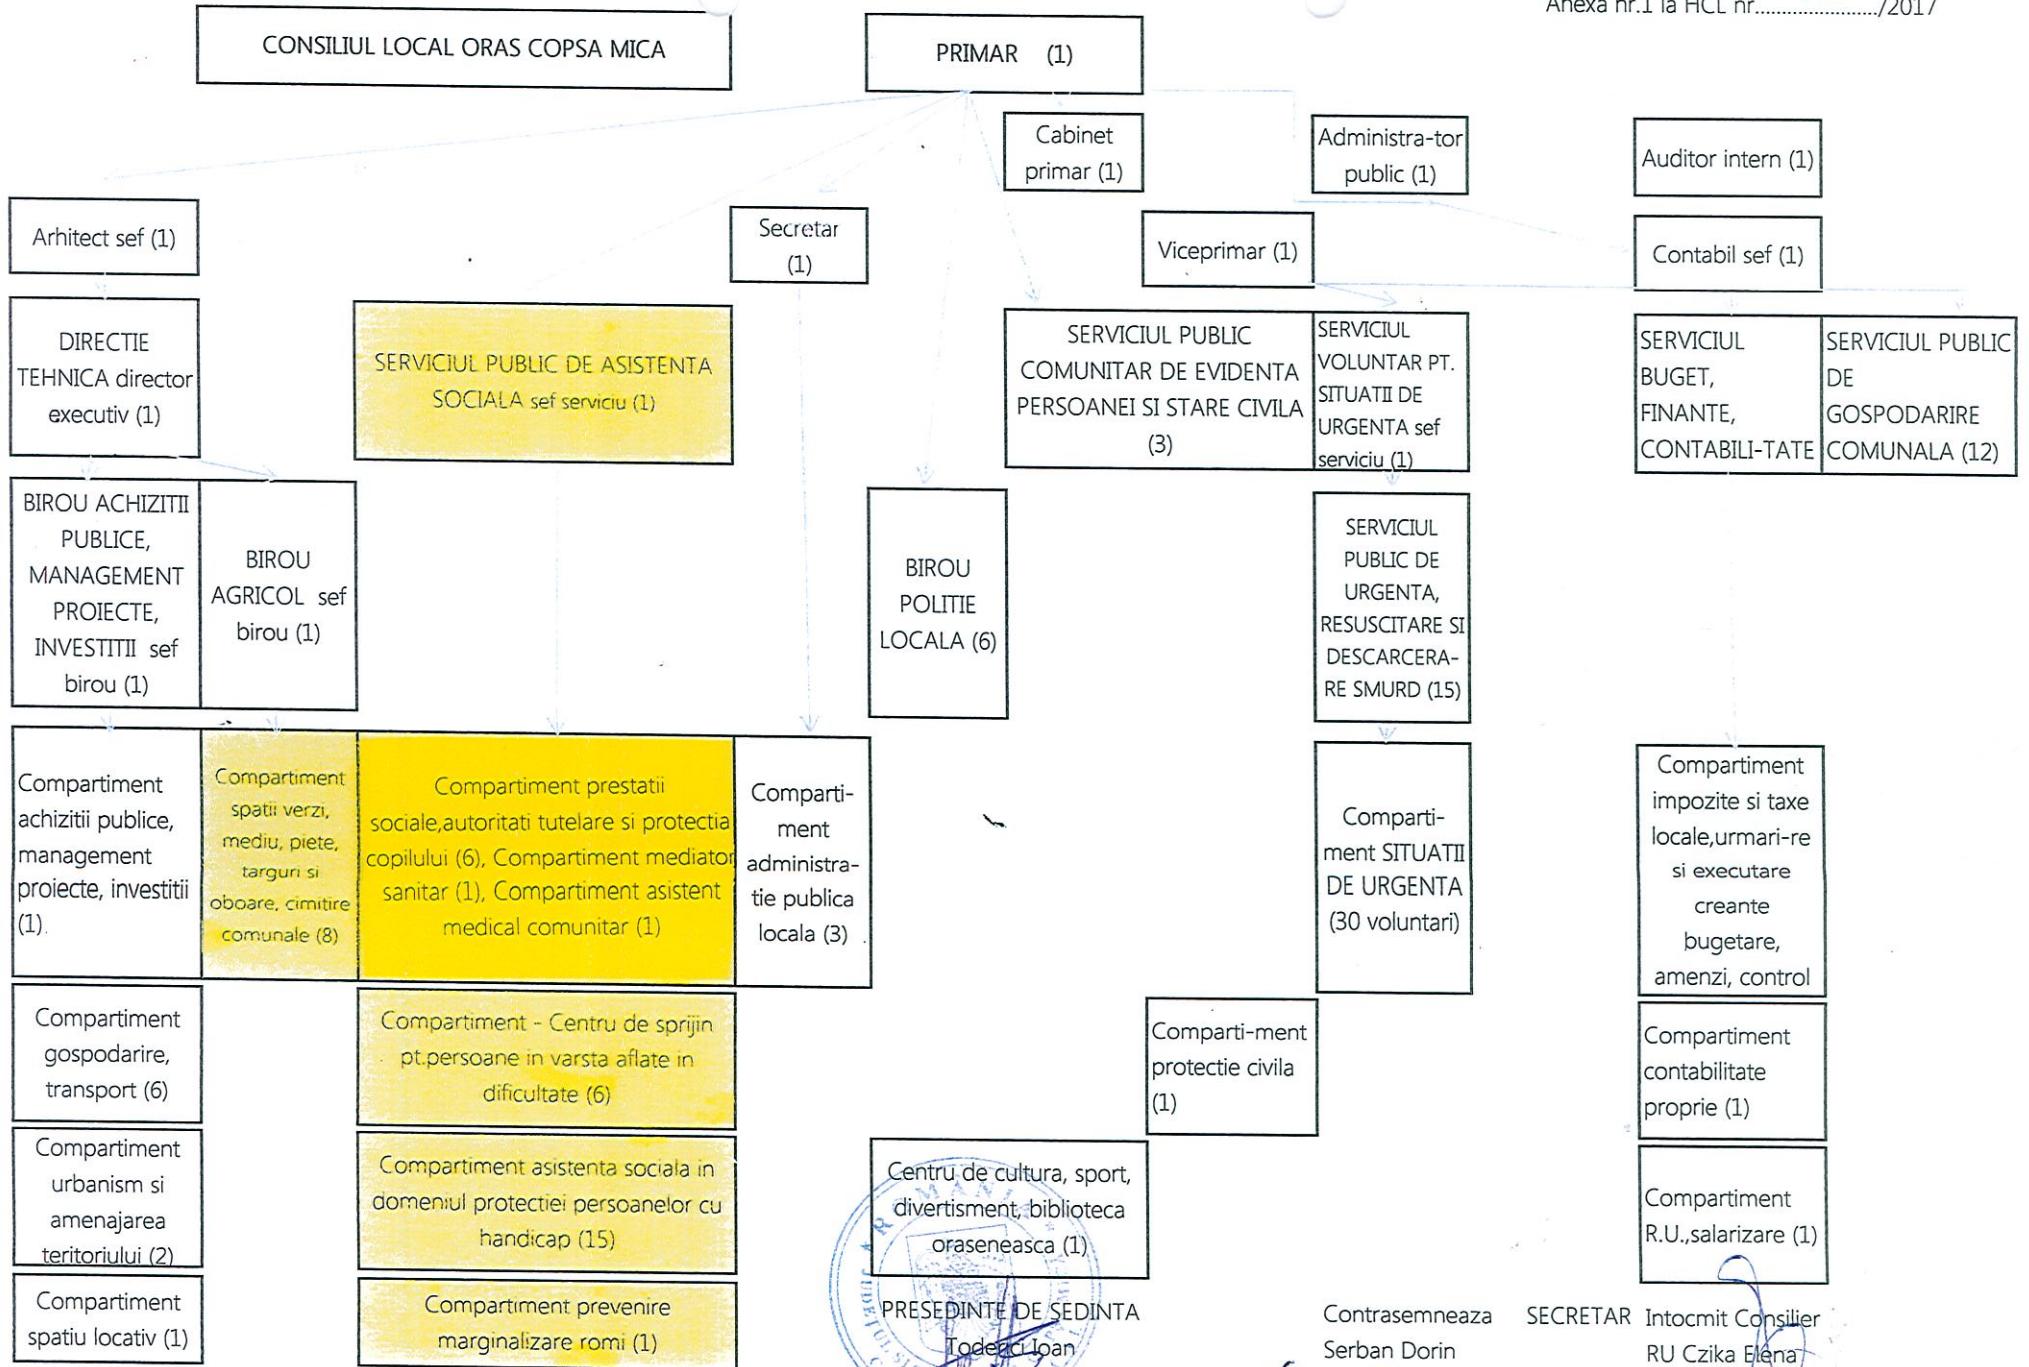 Anexa nr.1 la HCL nr......................./2017
CONSILIUL LOCAL ORAS COPSA MICA
PRIMAR (1)
Cabinet
primar (1)
Administra-tor
public (1)
Auditor intern (1)
Arhitect sef (1)
Secretar
(1)
Viceprimar (1)
Contabil sef (1)
DIRECTIE
TEHNICA director
executiv (1)
SERVICIUL PUBLIC DE ASISTENTA
SOCIALA sef serviciu (1)
SERVICIUL PUBLIC
COMUNITAR DE EVIDENTA
PERSOANEI SI STARE CIVILA
(3)
SERVICIUL
VOLUNTAR PT.
SITUATII DE
URGENTA sef
serviciu (1)
SERVICIUL
BUGET,
FINANTE,
CONTABILI-TATE
SERVICIUL PUBLIC
DE
GOSPODARIRE
COMUNALA (12)
BIROU ACHIZITII
PUBLICE,
MANAGEMENT
PROIECTE,
INVESTITII sef
birou (1)
BIROU
AGRICOL sef
birou (1)
BIROU
POLITIE
LOCALA (6)
SERVICIUL
PUBLIC DE
URGENTA,
RESUSCITARE SI
DESCARCERA-
RE SMURD (15)
Compartiment
achizitii publice,
management
proiecte, investitii
(1).
Compartiment
spatii verzi,
mediu, piete,
targuri si
oboare, cimitire
comunale (8)
Compartiment prestatii
sociale,autoritati tutelare si protectia
copilului (6), Compartiment mediator
sanitar (1), Compartiment asistent
medical comunitar (1)
Comparti-
ment
administra-
tie publica
locala (3)
Comparti-
ment SITUATII
DE URGENTA
(30 voluntari)
Compartiment
impozite si taxe
locale,urmari-re
si executare
creante
bugetare,
amenzi, control
Compartiment
gospodarire,
transport (6)
Compartiment - Centru de sprijin
pt.persoane in varsta aflate in
dificultate (6)
Comparti-ment
protectie civila
(1)
Compartiment
contabilitate
proprie (1)
Compartiment
urbanism si
amenajarea
teritoriului (2)
Compartiment asistenta sociala in
domeniul protectiei persoanelor cu
handicap (15)
Centru de cultura, sport,
divertisment, biblioteca
oraseneasca (1)
Compartiment
R.U.,salarizare (1)
Compartiment
spatiu locativ (1)
Compartiment prevenire
marginalizare romi (1)
ROMANIA
PRESEDINTE DE SEDINTA
Toderici Ioan
Contrasemneaza SECRETAR
Serban Dorin
Intocmit Consilier
RU Czika Elena